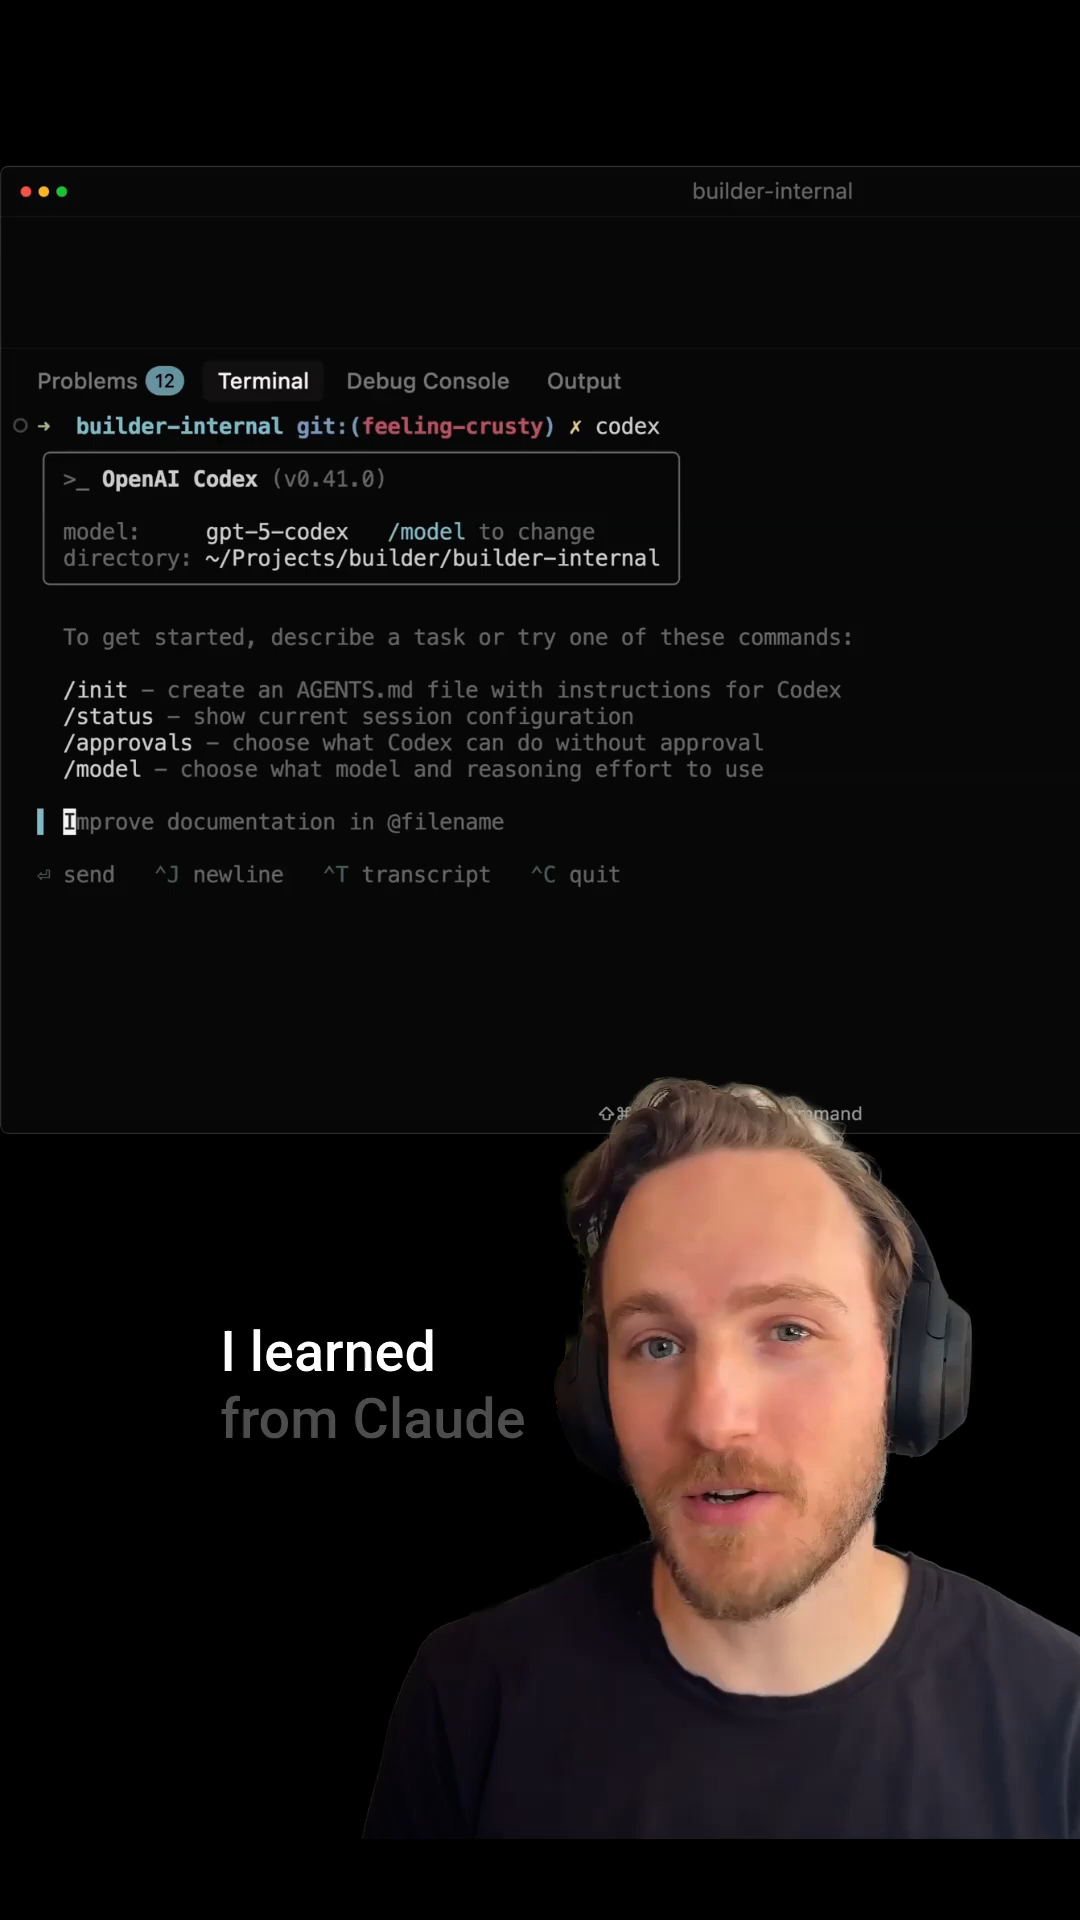 builder-internal
Problems 12 Terminal Debug Console Output
→ builder-internal git:(feeling-crusty) ✗ codex
>_ OpenAI Codex (v0.41.0)
model: gpt-5-codex /model to change
directory: ~/Projects/builder/builder-internal
To get started, describe a task or try one of these commands:
/init – create an AGENTS.md file with instructions for Codex
/status – show current session configuration
/approvals – choose what Codex can do without approval
/model – choose what model and reasoning effort to use
Improve documentation in @filename
⏎ send ^J newline ^T transcript ^C quit
⇧⌘
I learned
from Claude